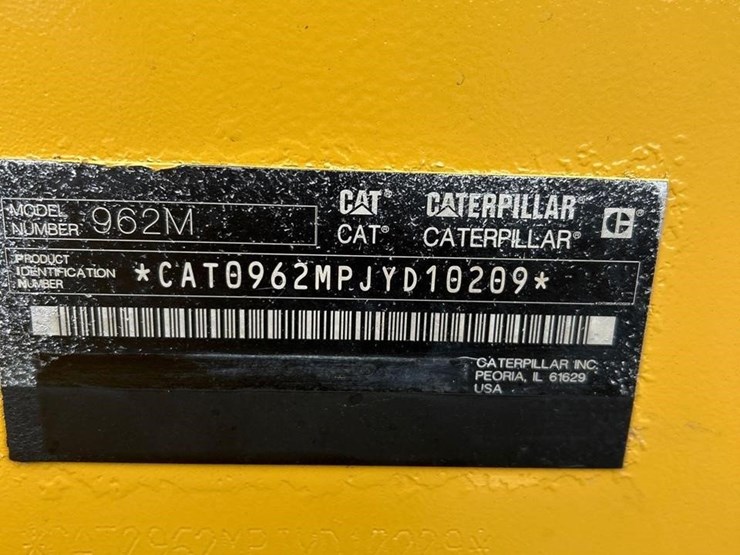 MODEL NUMBER 962M
CAT® CATERPILLAR®
CAT® CATERPILLAR®
PRODUCT IDENTIFICATION NUMBER *CAT0962MPJYD10209*
CATERPILLAR INC.
PEORIA, IL 61629
USA